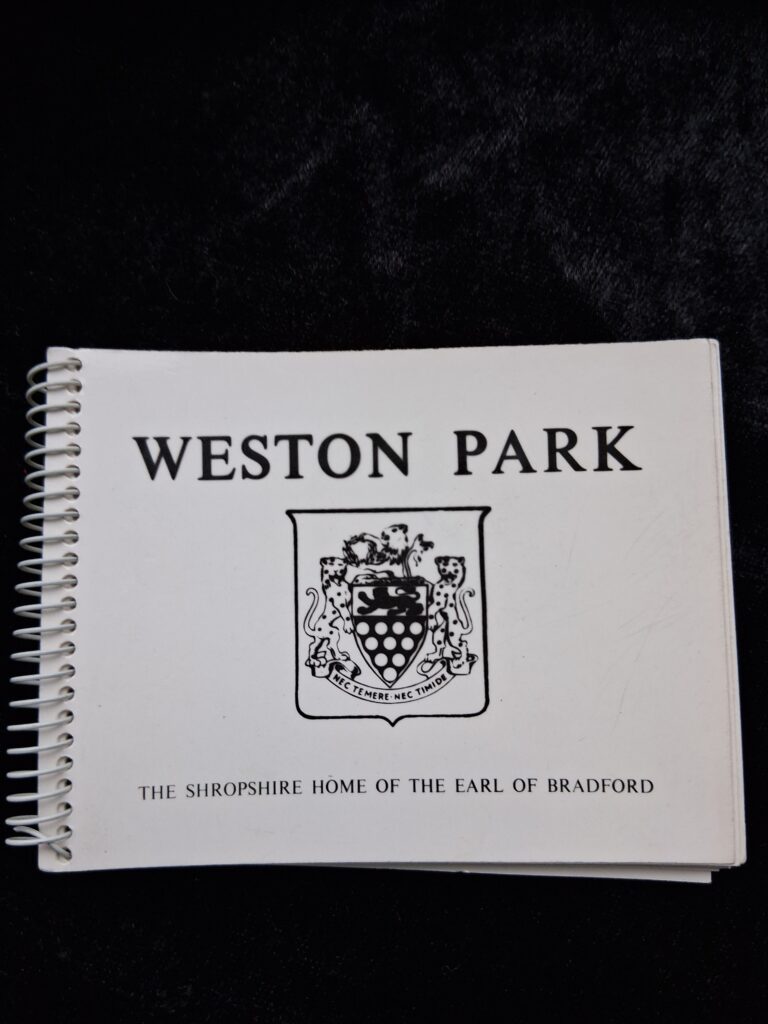 WESTON PARK
NEC TEMERE · NEC TIMIDE
THE SHROPSHIRE HOME OF THE EARL OF BRADFORD